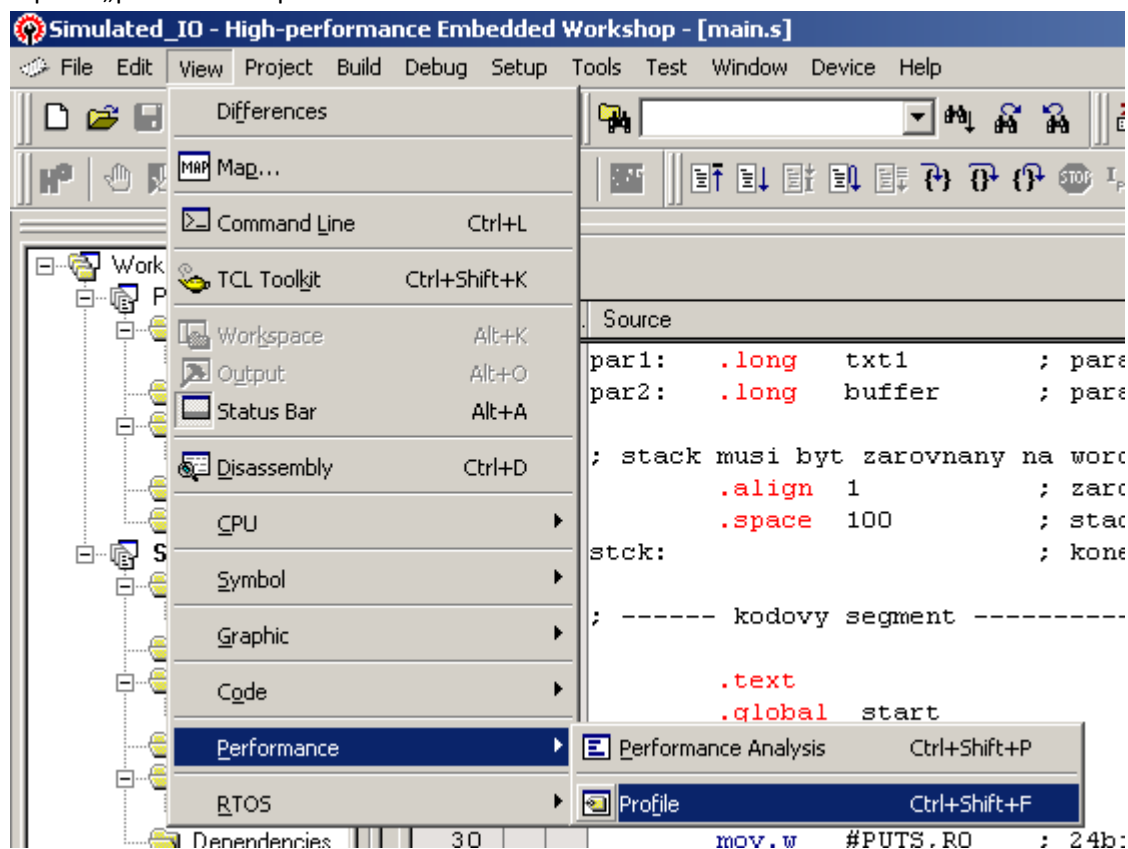 Simulated_IO - High-performance Embedded Workshop - [main.s]
File Edit View Project Build Debug Setup Tools Test Window Device Help
Differences
MAP Map...
Command Line Ctrl+L
TCL Toolkit Ctrl+Shift+K
Workspace Alt+K
Output Alt+O
Status Bar Alt+A
Disassembly Ctrl+D
CPU
Symbol
Graphic
Code
Performance
RTOS
Performance Analysis Ctrl+Shift+P
Profile Ctrl+Shift+F
STOP
Work
P
S
Dependencies
Source
par1: .long txt1 ; para
par2: .long buffer ; para
; stack musi byt zarovnany na word
.align 1 ; zaro
.space 100 ; stac
stck: ; kone
; ------ kodovy segment ----------
.text
.global start
30 mov.w #PUTS,R0 ; 24bi